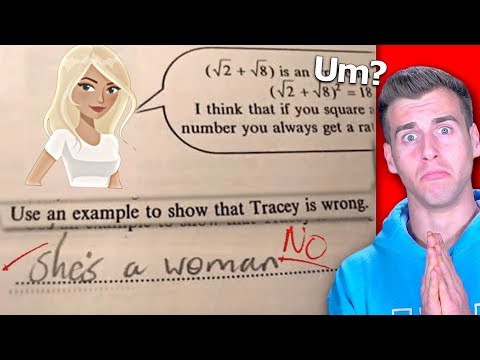 (√2 + √8) is an
(√2 + √8)² = 18
I think that if you square a
number you always get a
Um?
Use an example to show that Tracey is wrong.
She's a woman
NO